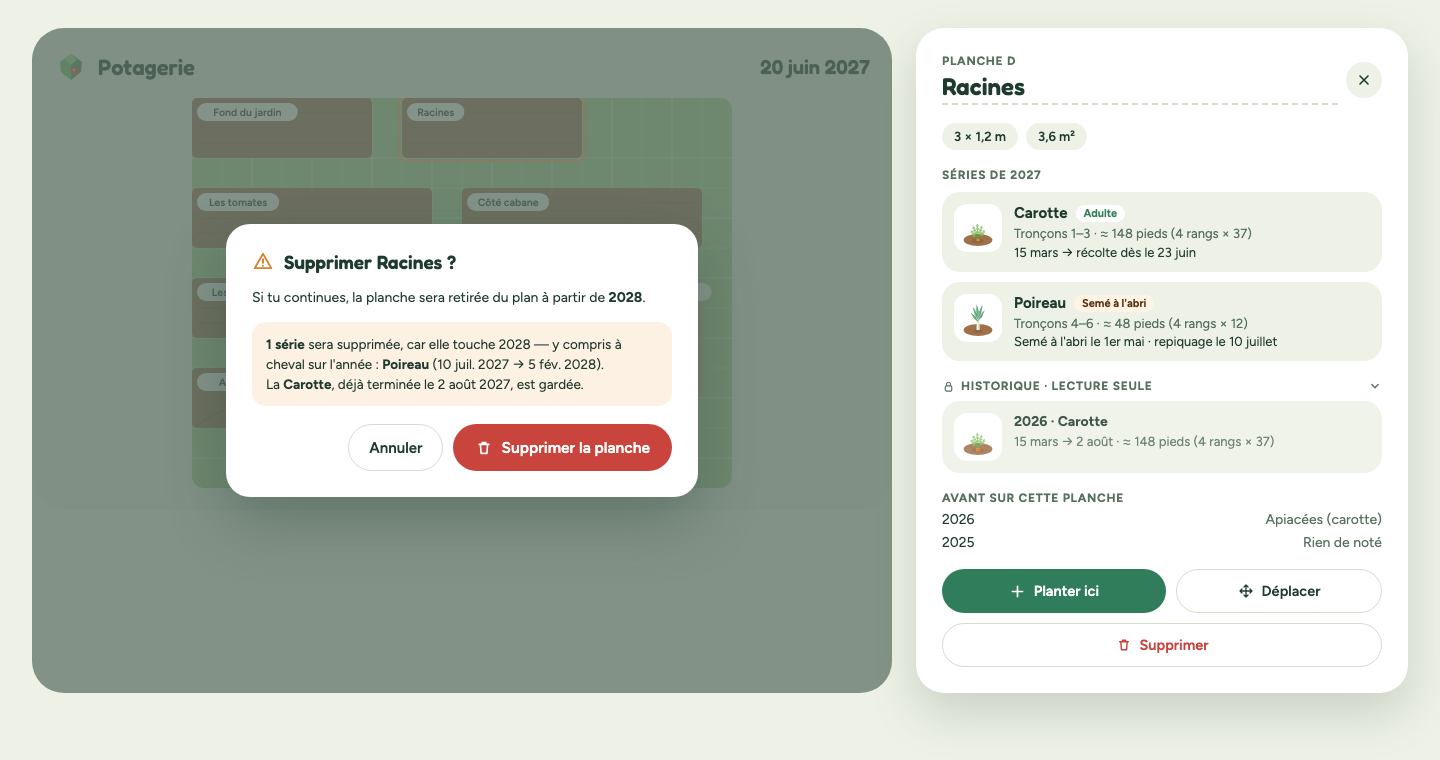 Potagerie
20 juin 2027
Fond du jardin
Racines
Les tomates
Côté cabane
Les
A
Supprimer Racines ?
Si tu continues, la planche sera retirée du plan à partir de 2028.
1 série sera supprimée, car elle touche 2028 — y compris à
cheval sur l'année : Poireau (10 juil. 2027 → 5 fév. 2028).
La Carotte, déjà terminée le 2 août 2027, est gardée.
Annuler
Supprimer la planche
PLANCHE D
Racines
3 × 1,2 m
3,6 m²
SÉRIES DE 2027
Carotte
Adulte
Tronçons 1–3 · ≈ 148 pieds (4 rangs × 37)
15 mars → récolte dès le 23 juin
Poireau
Semé à l'abri
Tronçons 4–6 · ≈ 48 pieds (4 rangs × 12)
Semé à l'abri le 1er mai · repiquage le 10 juillet
HISTORIQUE · LECTURE SEULE
2026 · Carotte
15 mars → 2 août · ≈ 148 pieds (4 rangs × 37)
AVANT SUR CETTE PLANCHE
2026
Apiacées (carotte)
2025
Rien de noté
Planter ici
Déplacer
Supprimer